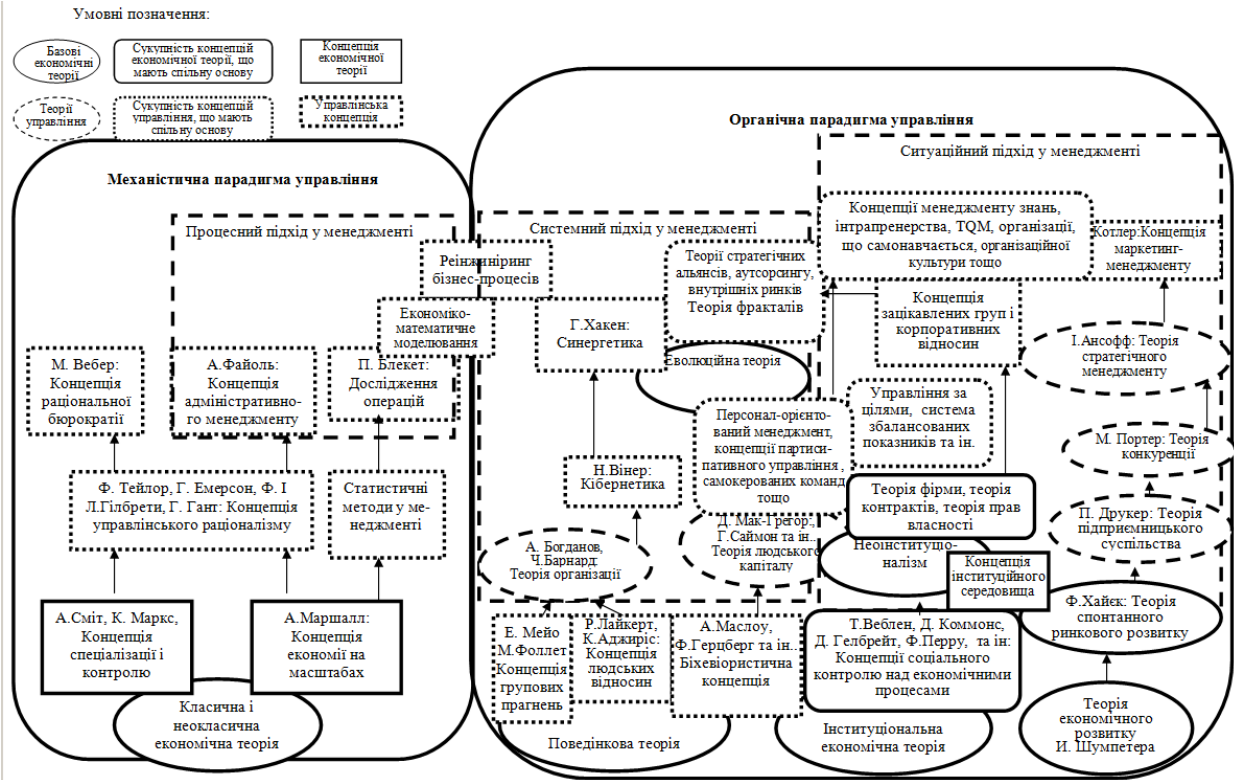 Умовні позначення:
Базові
економічні
теорії
Сукупність концепцій
економічної теорії, що
мають спільну основу
Концепція
економічної
теорії
Теорії
управління
Сукупність концепцій
управління, що мають
спільну основу
Управлінська
концепція
Механістична парадигма управління
Процесний підхід у менеджменті
Реінжиніринг
бізнес-процесів
Економіко-
математичне
моделювання
М. Вебер:
Концепція
раціональної
бюрократії
А.Файоль:
Концепція
адміністративно-
го менеджменту
П. Блекет:
Дослідження
операцій
Ф. Тейлор, Г. Емерсон, Ф. І
Л.Гілбрети, Г. Гант: Концепція
управлінського раціоналізму
Статистичні
методи у ме-
неджменті
А.Сміт, К. Маркс,
Концепція
спеціалізації і
контролю
А.Маршалл:
Концепція
економії на
масштабах
Класична і
неокласична
економічна теорія
Органічна парадигма управління
Системний підхід у менеджменті
Ситуаційний підхід у менеджменті
Теорії стратегічних
альянсів, аутсорсингу,
внутрішніх ринків
Теорія фракталів
Концепції менеджменту знань,
інтрапренерства, TQM, організації,
що самонавчається, організаційної
культури тощо
Котлер:Концепція
маркетинг-
менеджменту
Г.Хакен:
Синергетика
Еволюційна теорія
Концепція
зацікавлених груп і
корпоративних
відносин
І.Ансофф: Теорія
стратегічного
менеджменту
Персонал-орієнто-
ований менеджмент,
концепції партиси-
пативного управління ,
самокерованих команд
тощо
Управління за
цілями, система
збалансованих
показників та ін.
М. Портер: Теорія
конкуренції
Н.Вінер:
Кібернетика
Теорія фірми, теорія
контрактів, теорія прав
власності
П. Друкер: Теорія
підприємницького
суспільства
А. Богданов,
Ч.Барнард:
Теорія організації
Д. Мак-Грегор;
Г.Саймон та ін..
Теорія людського
капіталу
Неоінституціо-
налізм
Концепція
інституційного
середовища
Ф.Хайєк: Теорія
спонтанного
ринкового розвитку
Е. Мейо
М.Фоллет
Концепція
групових
прагнень
Р.Лайкерт,
К.Аджиріс:
Концепція
людських
відносин
А.Маслоу,
Ф.Герцберг та ін..
Біхевіористична
концепція
Т.Веблен, Д. Коммонс,
Д. Гелбрейт, Ф.Перру, та ін:
Концепції соціального
контролю над економічними
процесами
Поведінкова теорія
Інституціональна
економічна теорія
Теорія
економічного
розвитку
И. Шумпетера